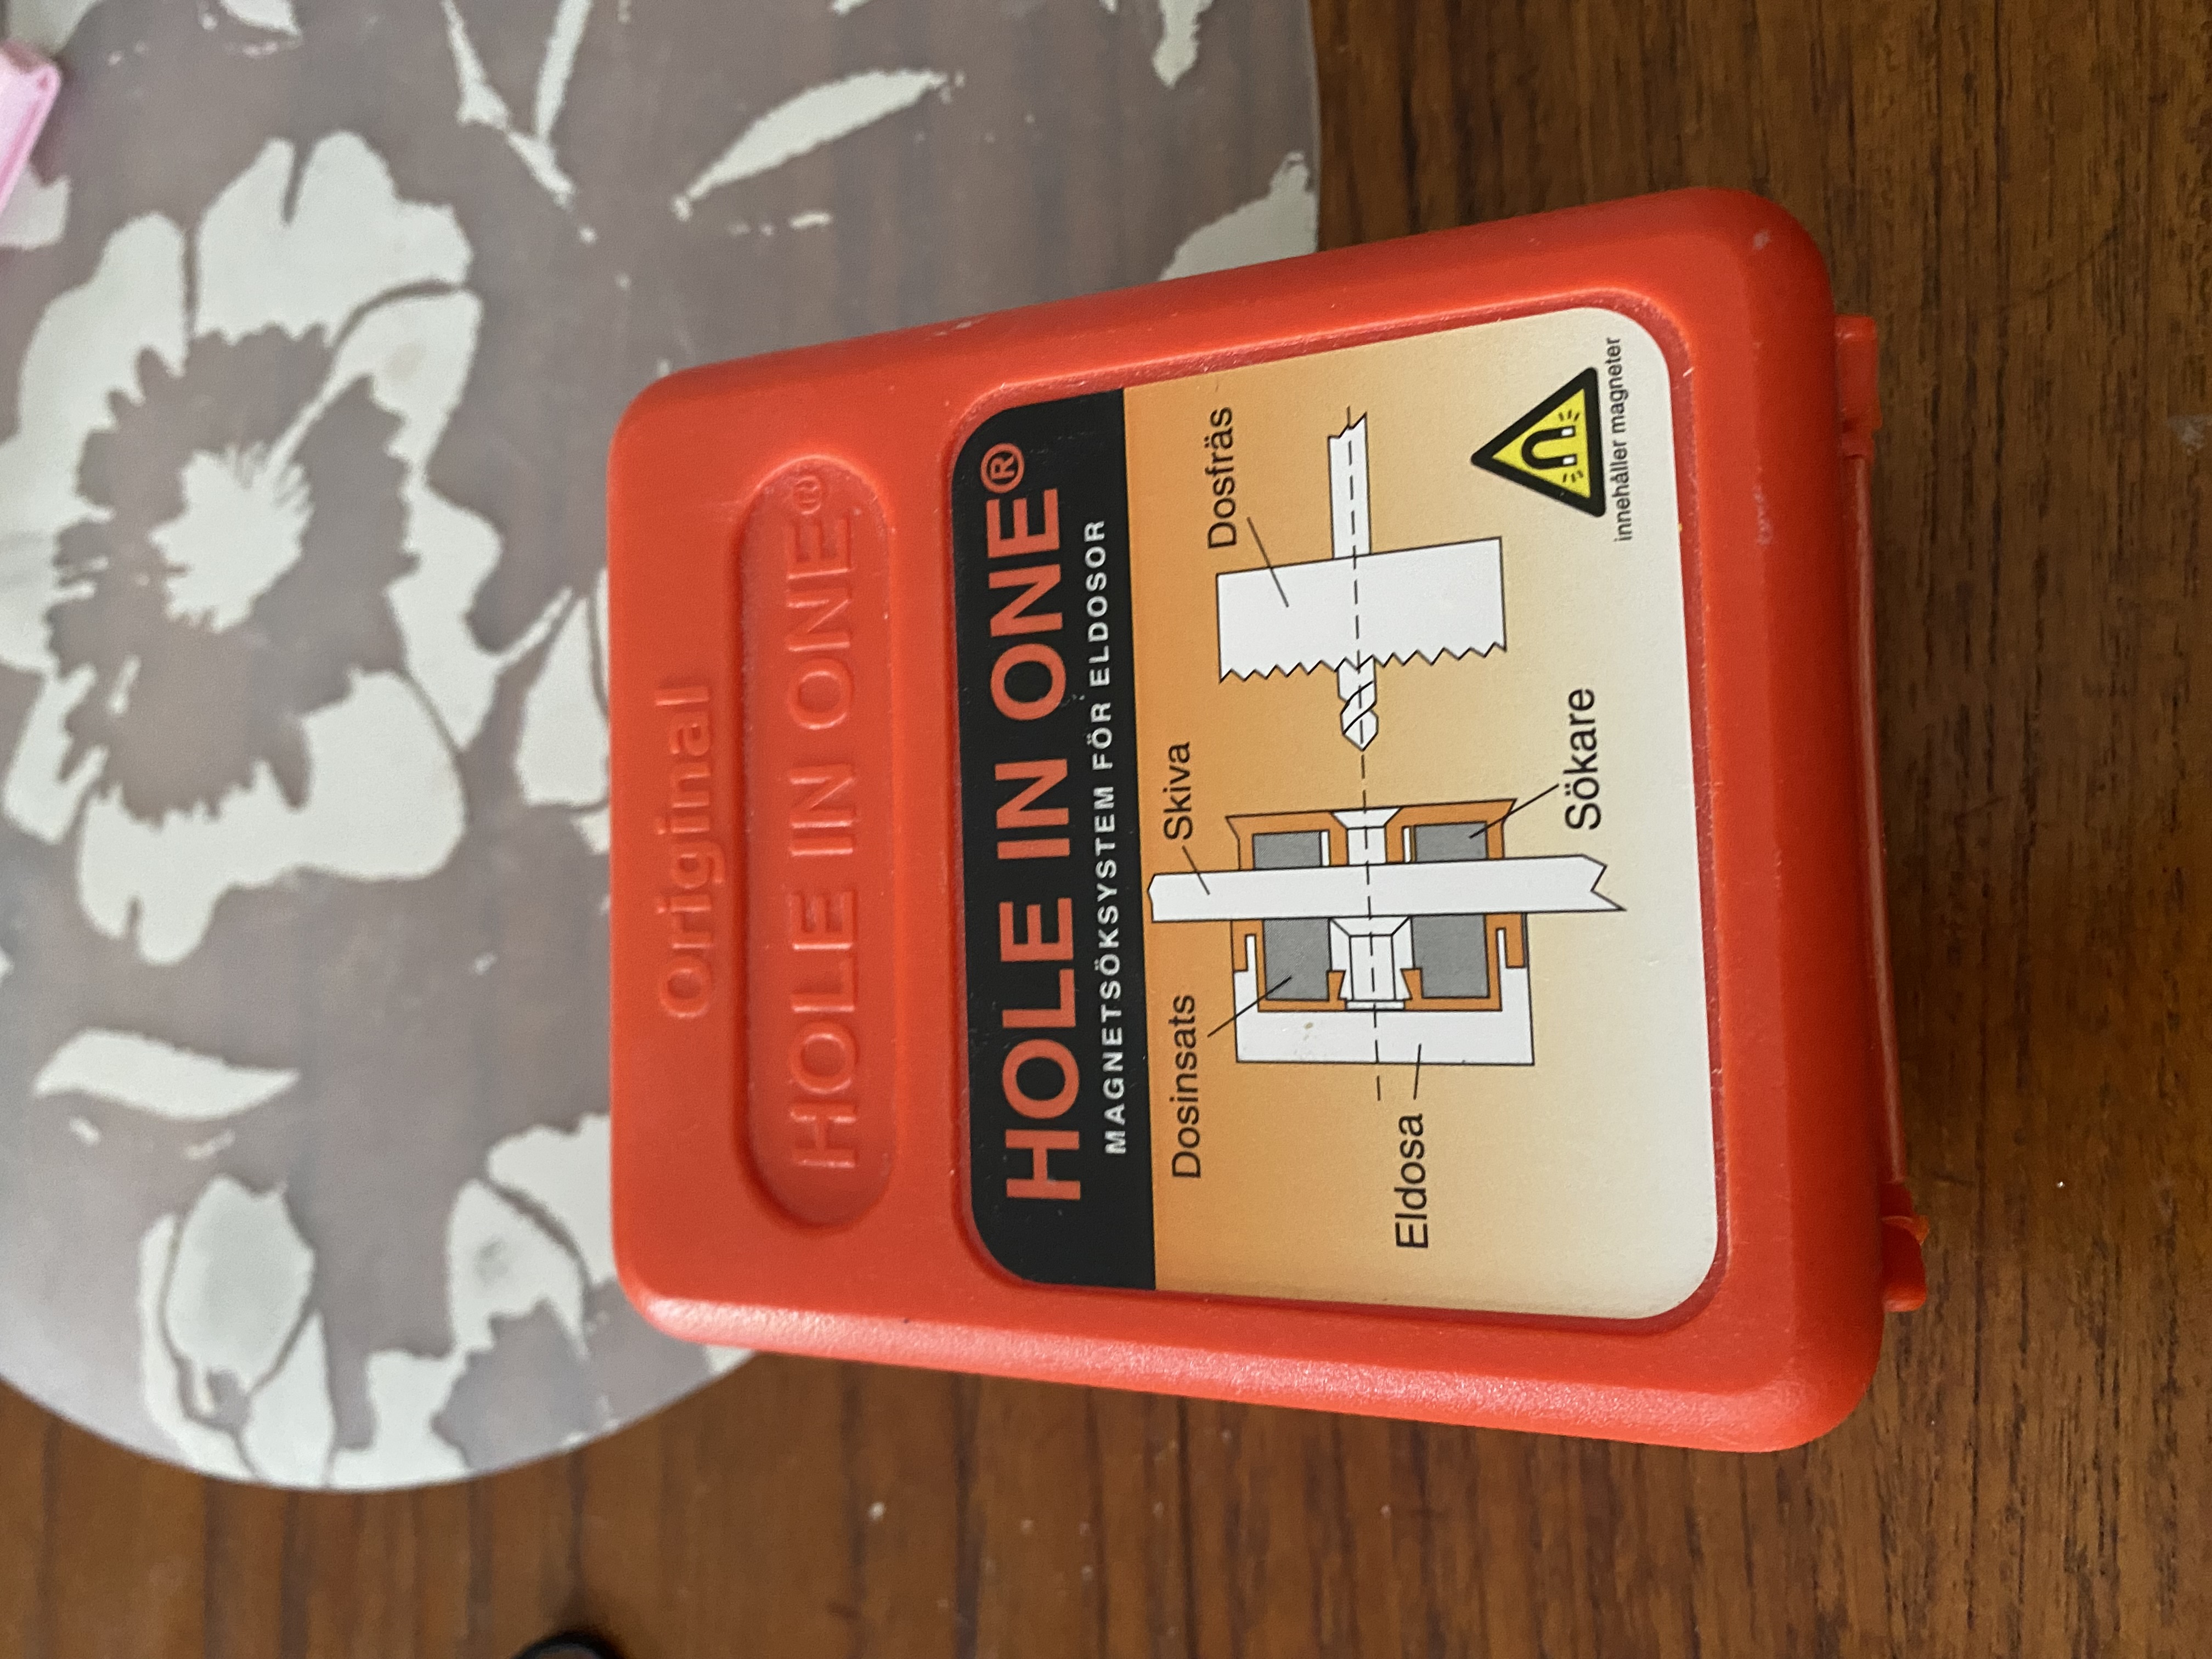 Original
HOLE IN ONE®
HOLE IN ONE®
MAGNETSÖKSYSTEM FÖR ELDOSOR
Dosinsats
Skiva
Dosfräs
Eldosa
Sökare
innehåller magneter